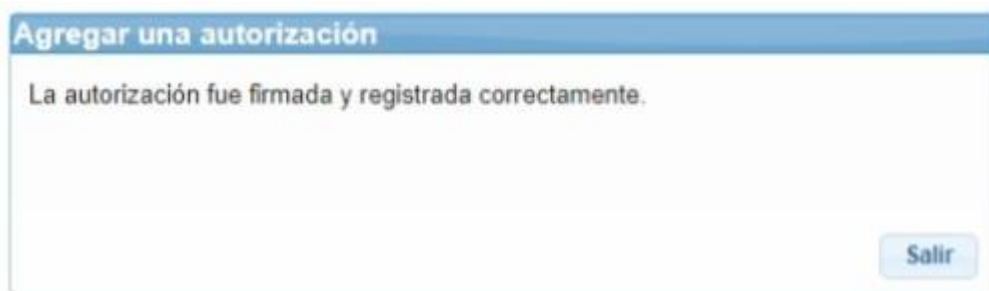 Agregar una autorización
La autorización fue firmada y registrada correctamente.
Salir